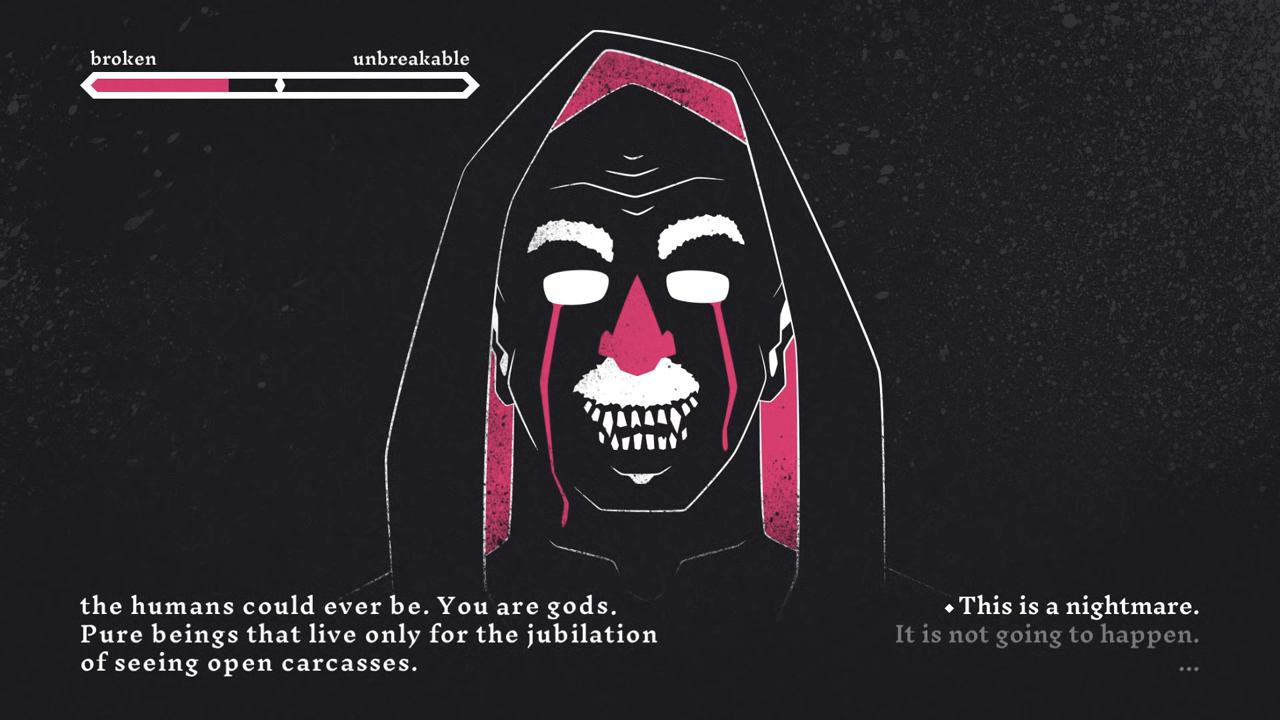 broken
unbreakable
the humans could ever be. You are gods.
Pure beings that live only for the jubilation
of seeing open carcasses.
This is a nightmare.
It is not going to happen.
...